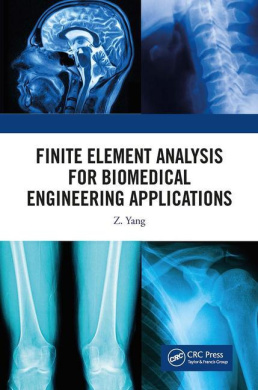 FINITE ELEMENT ANALYSIS
FOR BIOMEDICAL
ENGINEERING APPLICATIONS
Z. Yang
CRC Press
Taylor & Francis Group